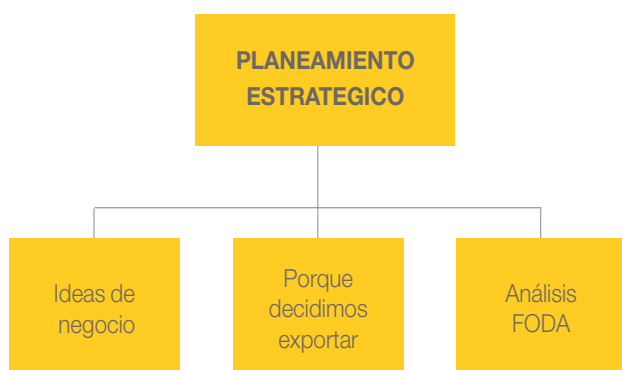 PLANEAMIENTO
ESTRATEGICO
Ideas de
negocio
Porque
decidimos
exportar
Análisis
FODA